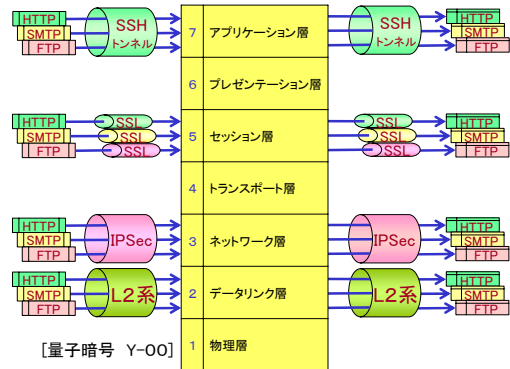 HTTP
SMTP
FTP
SSH
トンネル
7 アプリケーション層
SSH
トンネル
HTTP
SMTP
FTP
6 プレゼンテーション層
HTTP
SMTP
FTP
SSL
SSL
SSL
5 セッション層
SSL
SSL
SSL
HTTP
SMTP
FTP
4 トランスポート層
HTTP
SMTP
FTP
IPSec
3 ネットワーク層
IPSec
HTTP
SMTP
FTP
HTTP
SMTP
FTP
L2系
2 データリンク層
L2系
HTTP
SMTP
FTP
[量子暗号 Y-00]
1 物理層